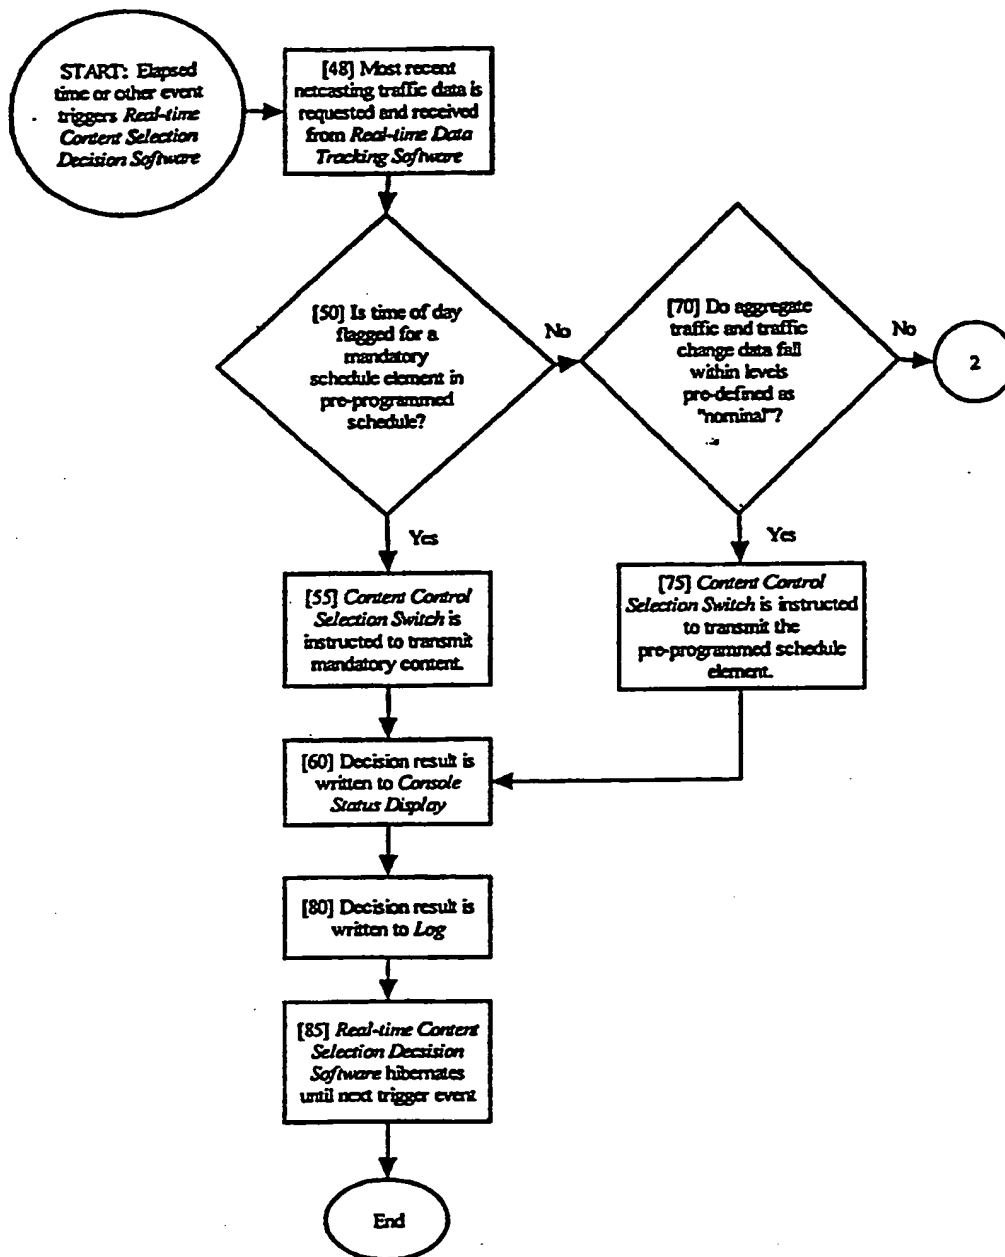 START: Elapsed
time or other event
triggers Real-time
Content Selection
Decision Software
[48] Most recent
netcasting traffic data is
requested and received
from Real-time Data
Tracking Software
[50] Is time of day
flagged for a
mandatory
schedule element in
pre-programmed
schedule?
No
[70] Do aggregate
traffic and traffic
change data fall
within levels
pre-defined as
"nominal"?
No
2
Yes
Yes
[55] Content Control
Selection Switch is
instructed to transmit
mandatory content.
[75] Content Control
Selection Switch is instructed
to transmit the
pre-programmed schedule
element.
[60] Decision result is
written to Console
Status Display
[80] Decision result is
written to Log
[85] Real-time Content
Selection Decsision
Software hibernates
until next trigger event
End